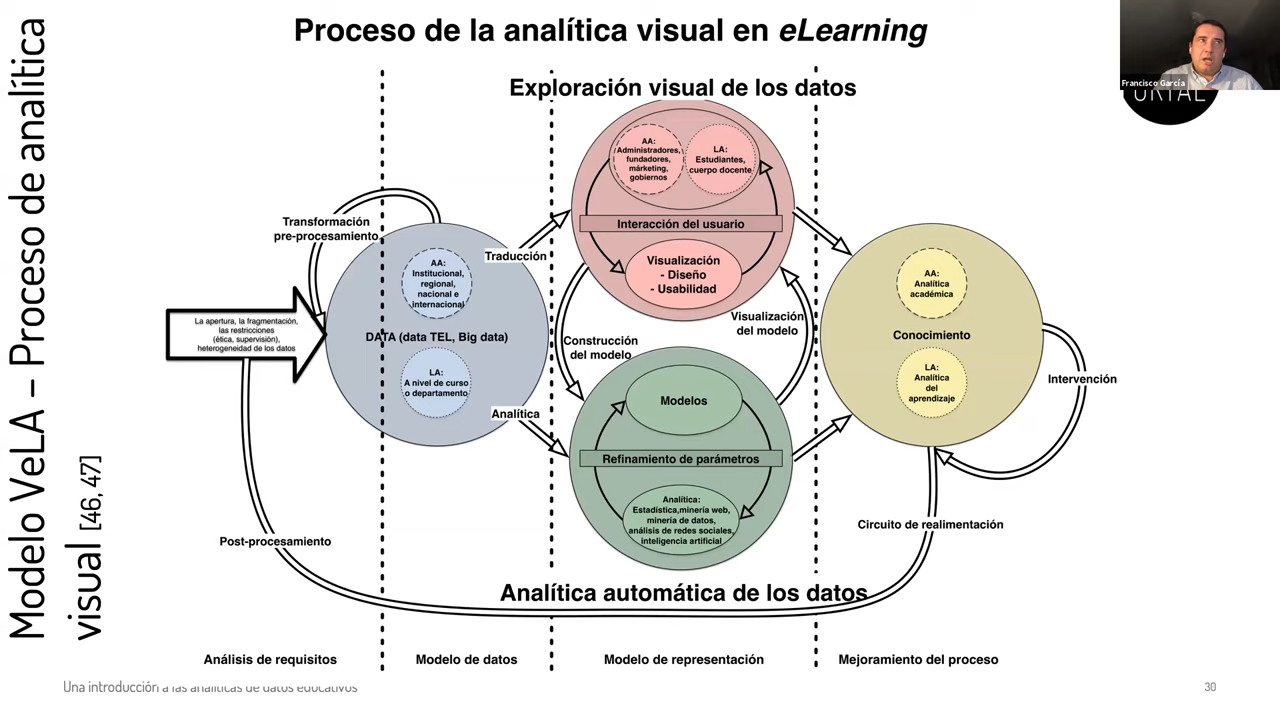 Modelo VeLA – Proceso de analítica
visual [46, 47]
Proceso de la analítica visual en eLearning
Exploración visual de los datos
Francisco García
AA:
Administradores,
fundadores,
márketing,
gobiernos
LA:
Estudiantes,
cuerpo docente
Interacción del usuario
Visualización
- Diseño
- Usabilidad
Transformación
pre-procesamiento
Traducción
AA:
Institucional,
regional,
nacional e
internacional
DATA (data TEL, Big data)
LA:
A nivel de curso
o departamento
La apertura, la fragmentación,
las restricciones
(ética, supervisión),
heterogeneidad de los datos
Construcción
del modelo
Visualización
del modelo
AA:
Analítica
académica
Conocimiento
LA:
Analítica
del
aprendizaje
Intervención
Analítica
Modelos
Refinamiento de parámetros
Analítica:
Estadística,minería web,
minería de datos,
análisis de redes sociales,
inteligencia artificial
Circuito de realimentación
Post-procesamiento
Analítica automática de los datos
Análisis de requisitos
Modelo de datos
Modelo de representación
Mejoramiento del proceso
Una introducción a las analíticas de datos educativos
30